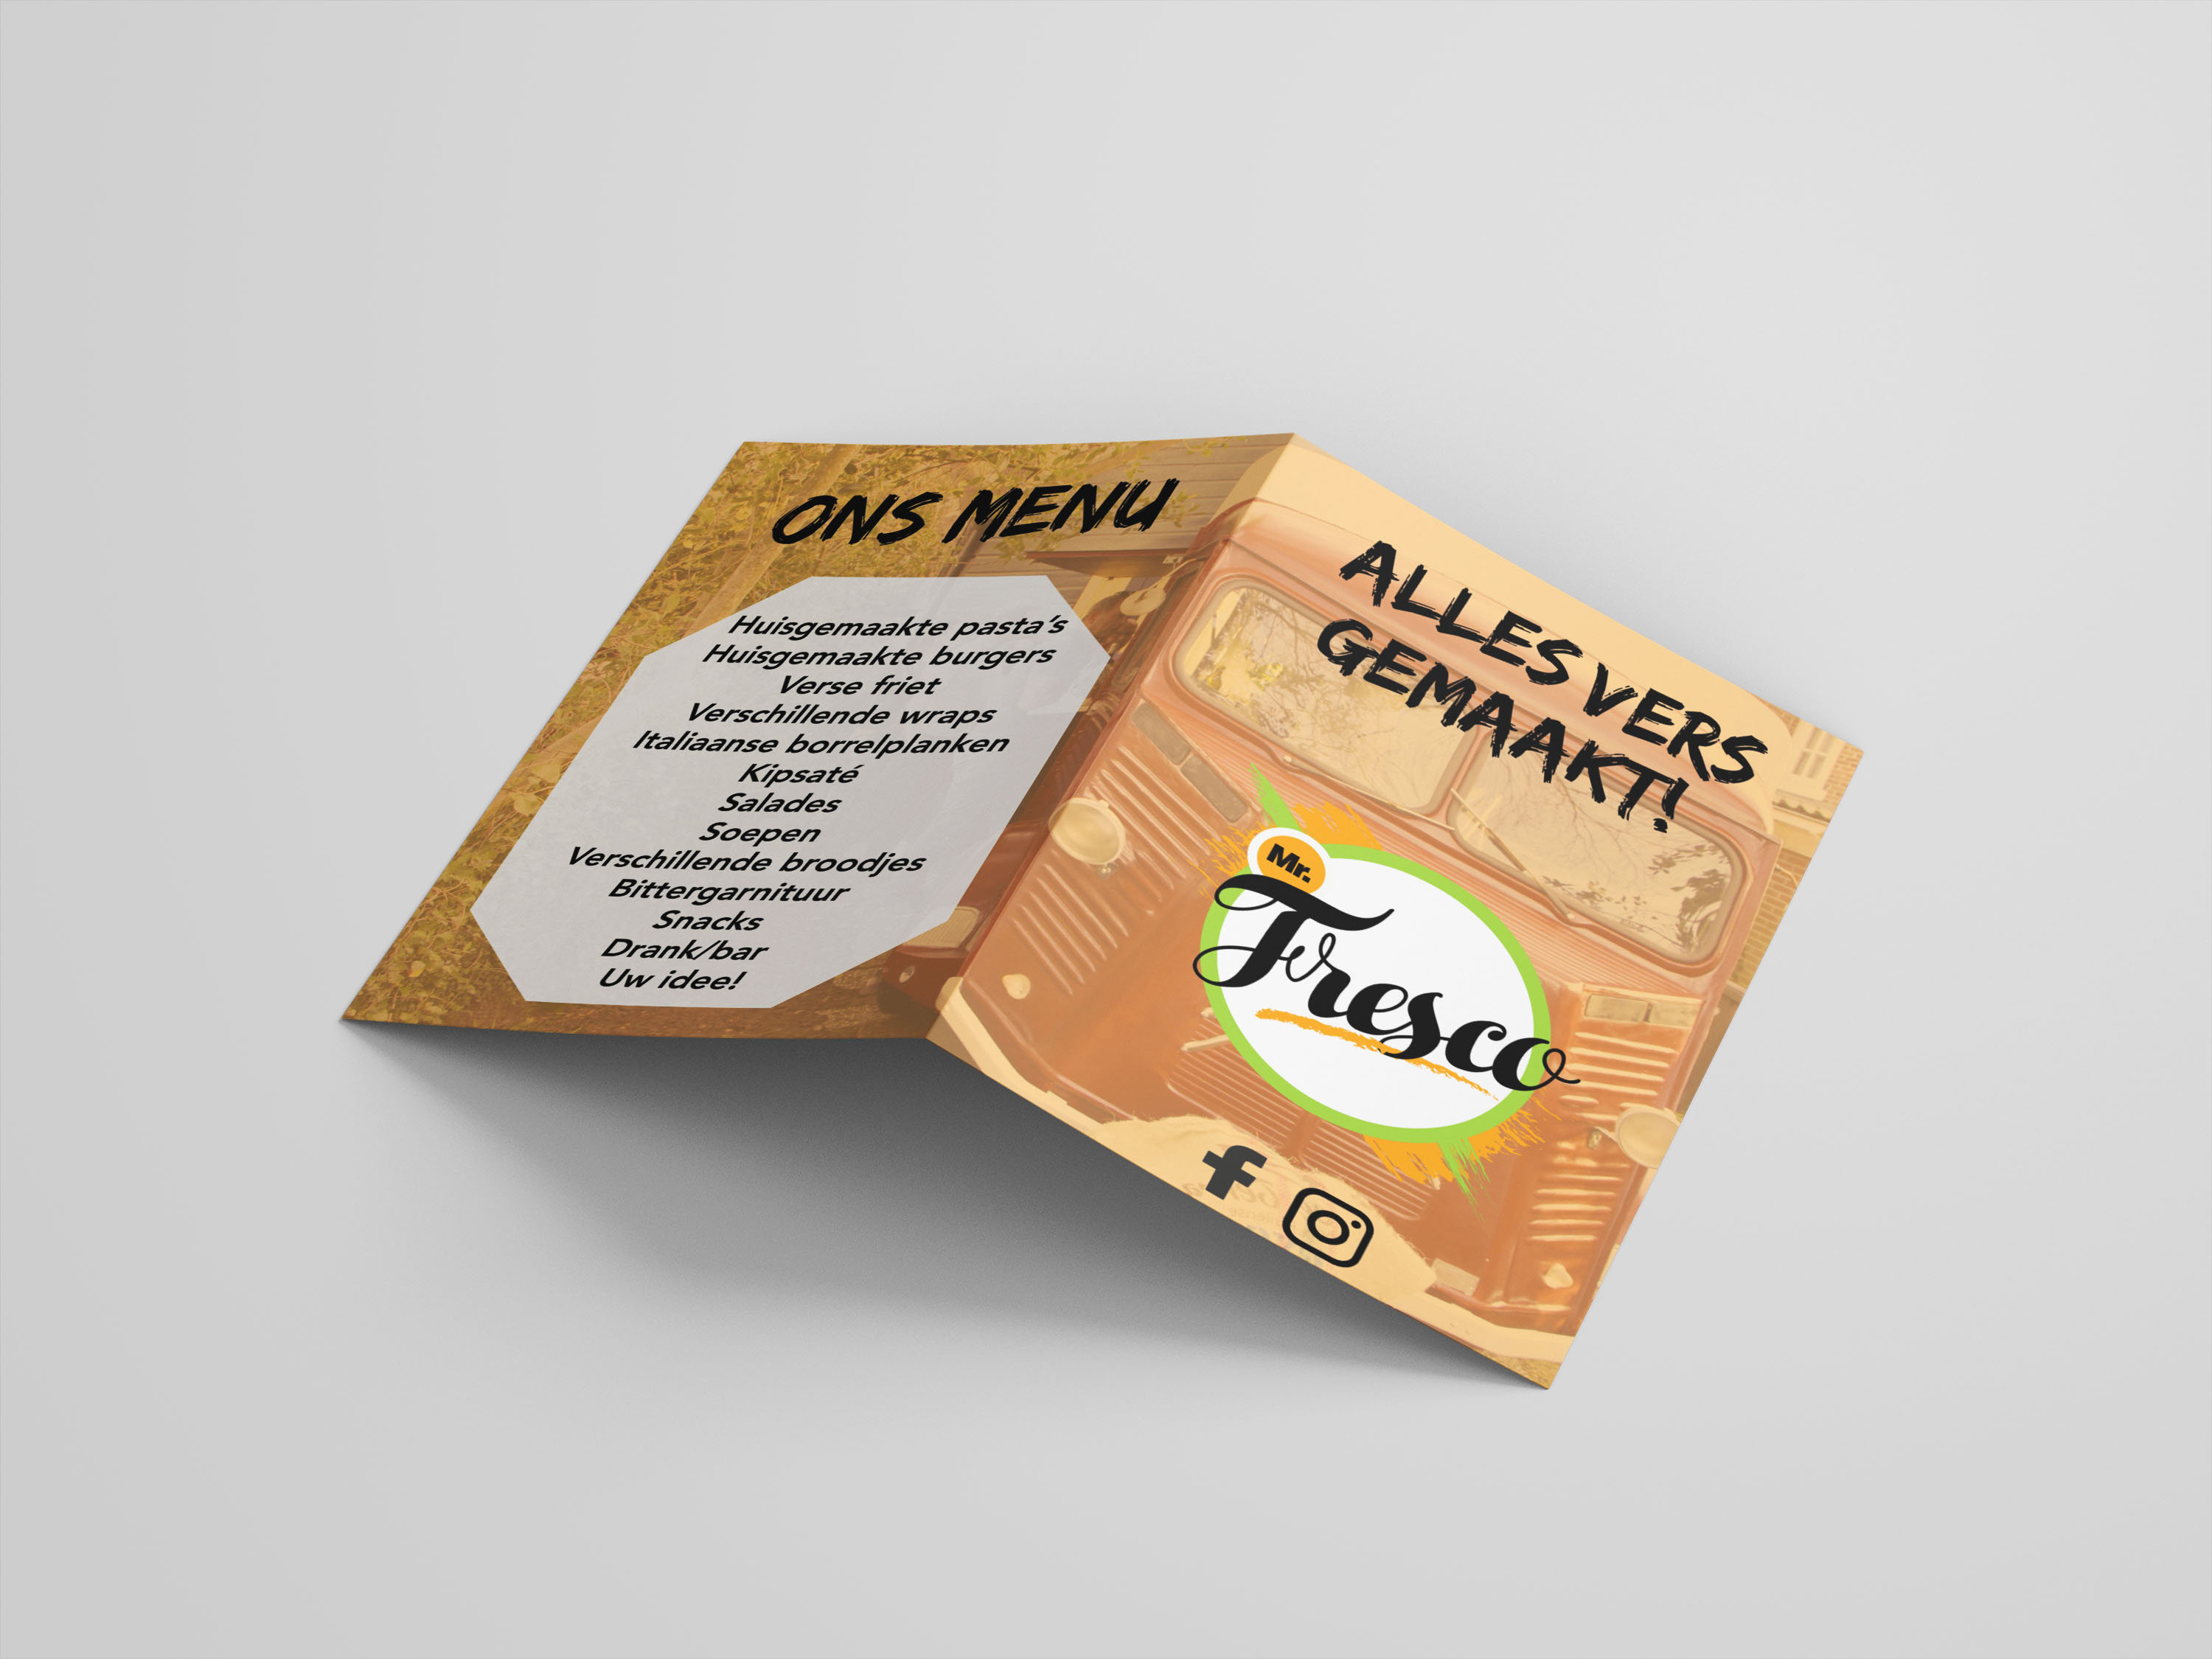 ONS MENU
Huisgemaakte pasta's
Huisgemaakte burgers
Verse friet
Verschillende wraps
Italiaanse borrelplanken
Kipsaté
Salades
Soepen
Verschillende broodjes
Bittergarnituur
Snacks
Drank/bar
Uw idee!
ALLES VERS
GEMAAKT!
Mr.
Fresco